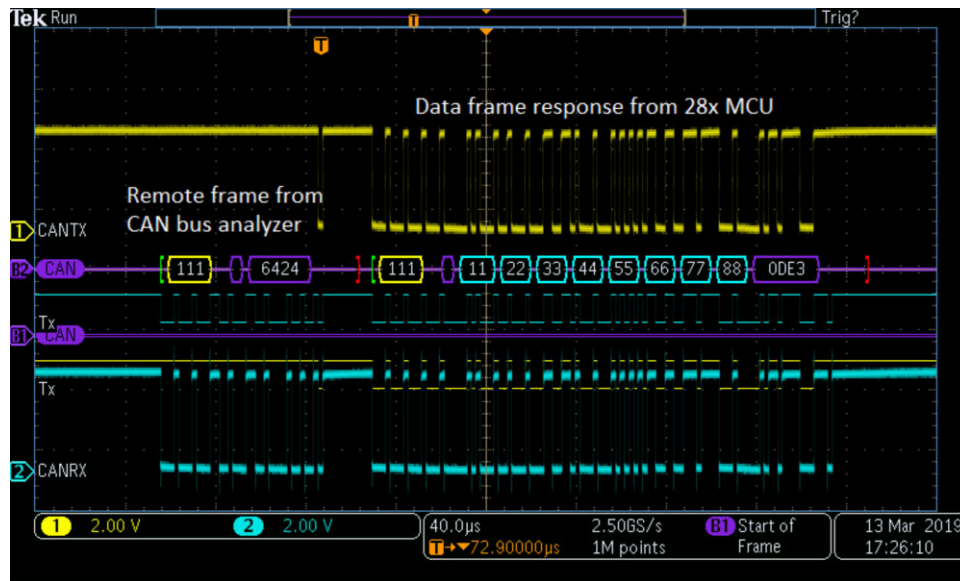 Tek Run
T
Trig?
T
Data frame response from 28x MCU
Remote frame from
CAN bus analyzer
1 CANTX
B2 CAN 111 6424 111 11 22 33 44 55 66 77 88 0DE3
Tx
B1 CAN
Tx
2 CANRX
1 2.00 V 2 2.00 V
40.0µs 2.50GS/s
T→▼72.90000µs 1M points
B1 Start of
Frame
13 Mar 2019
17:26:10